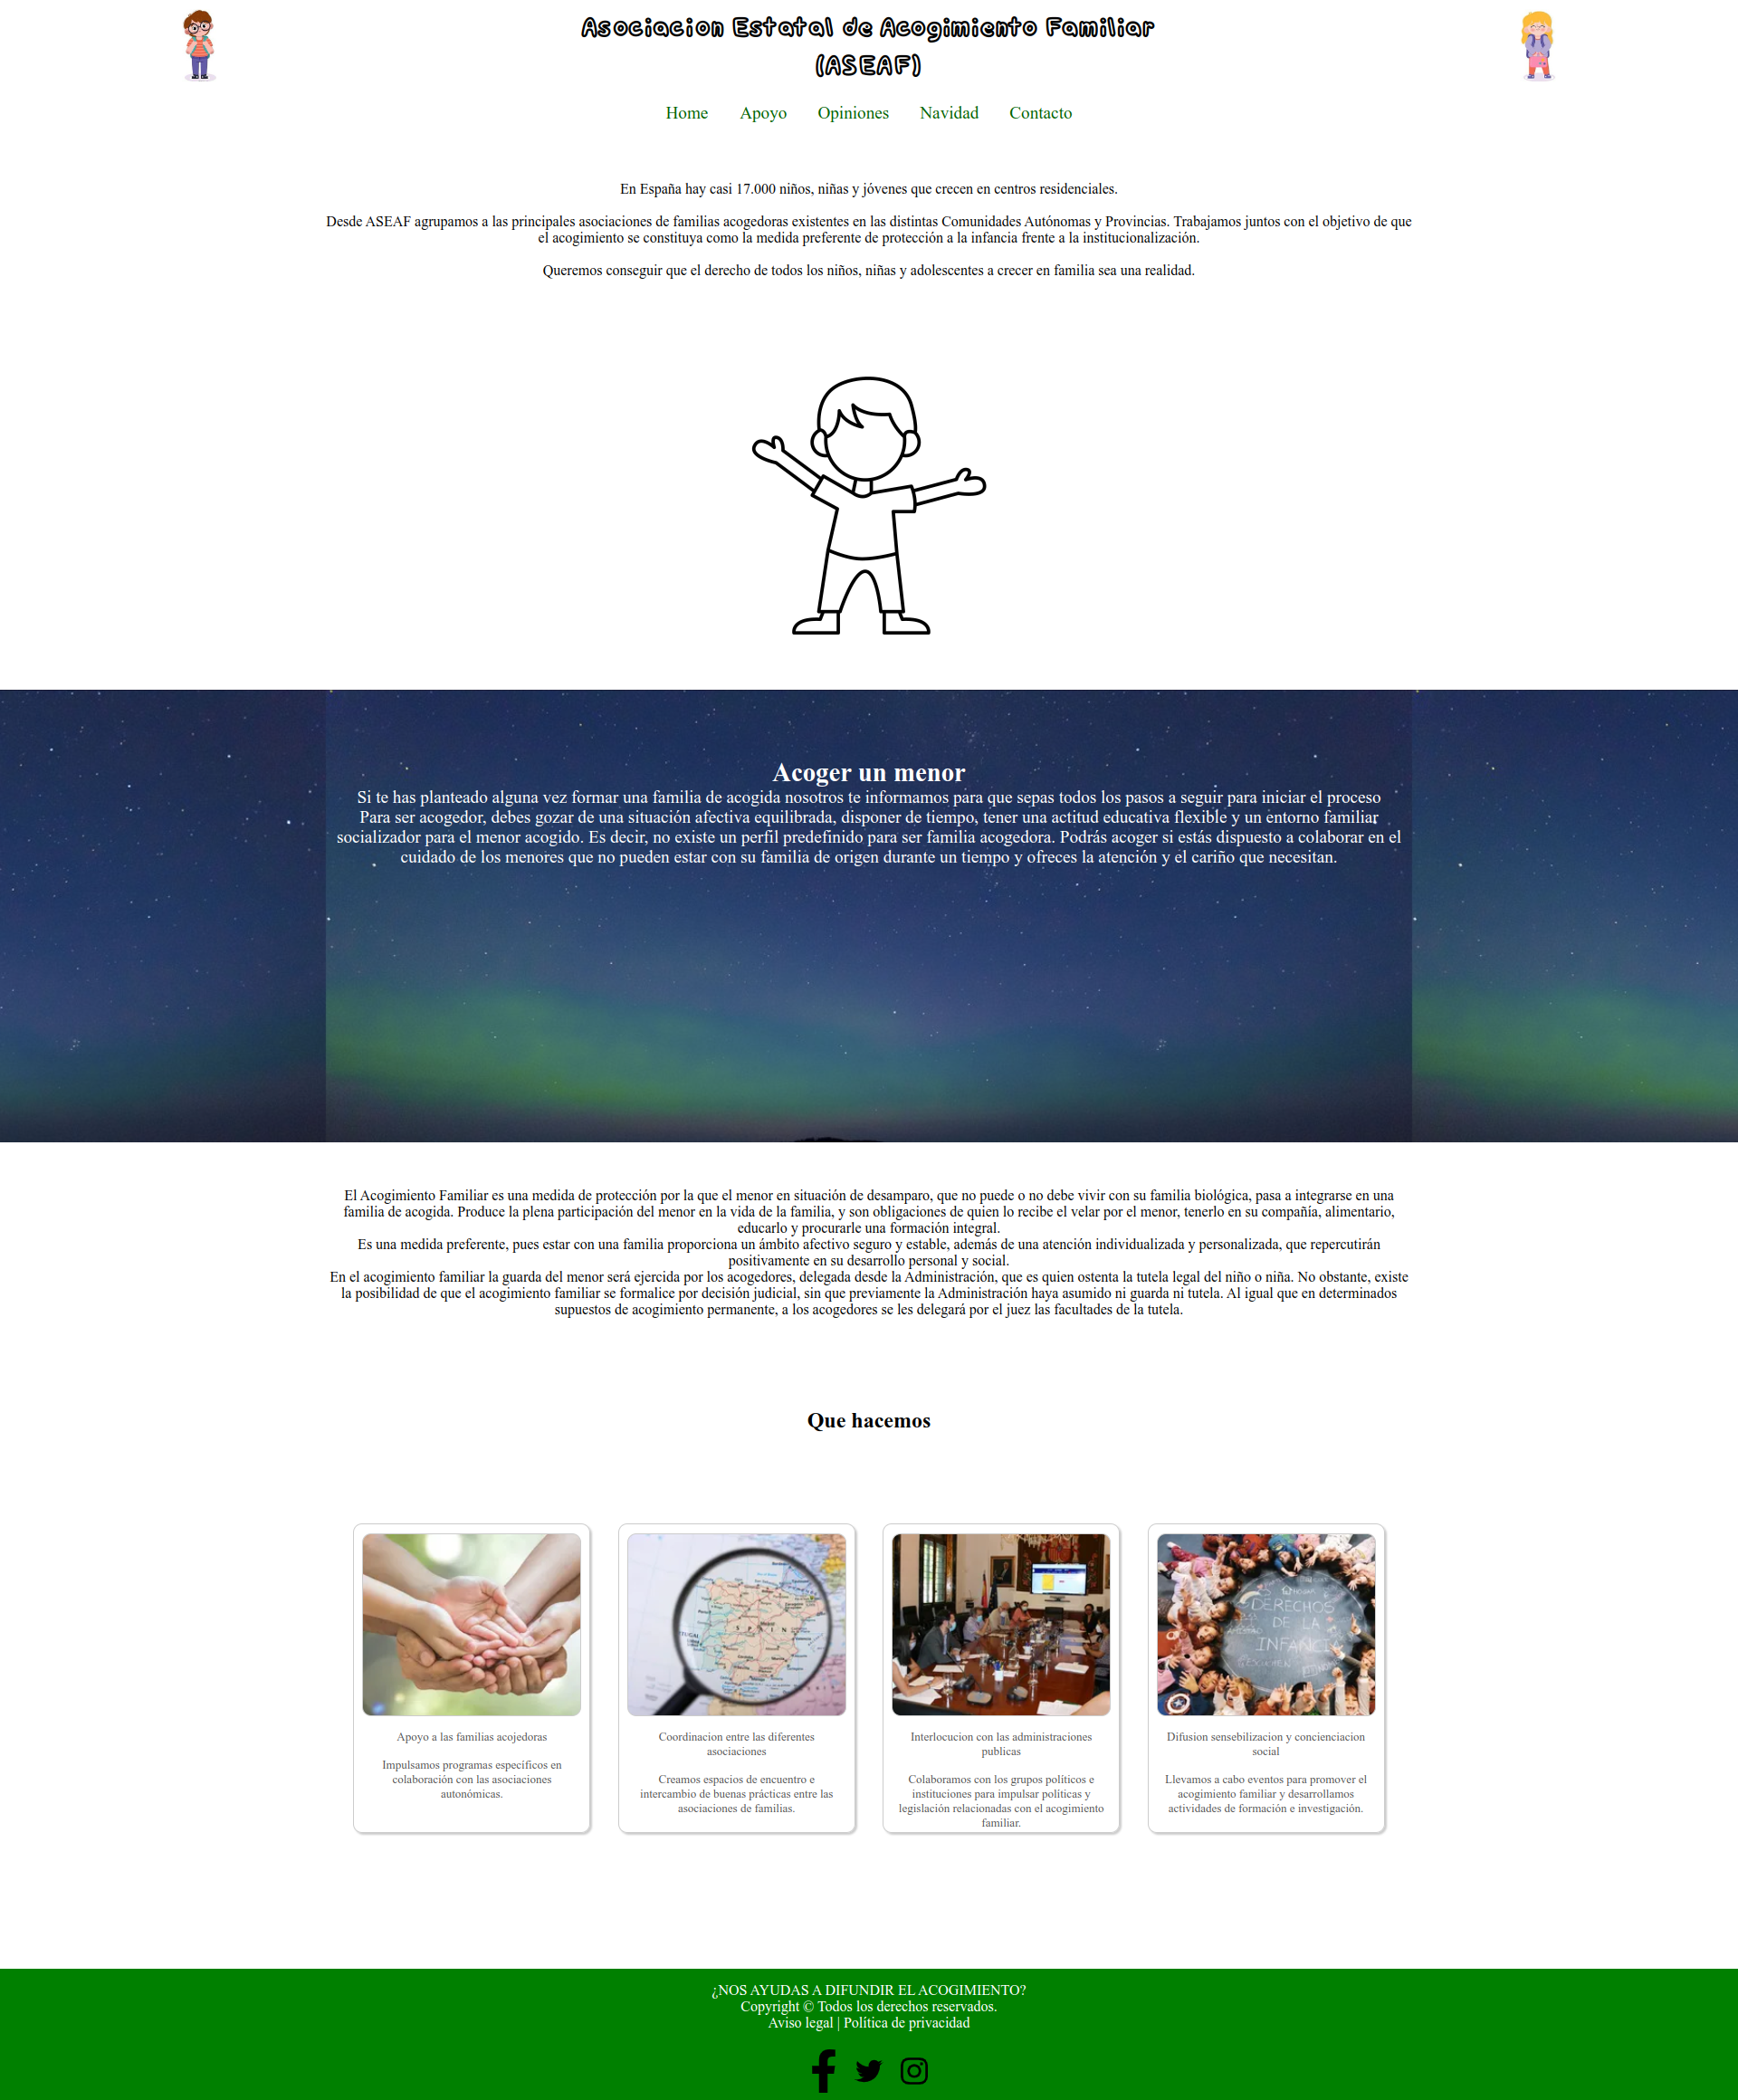 Asociacion Estatal de Acogimiento Familiar
(ASEAF)
Home Apoyo Opiniones Navidad Contacto
En España hay casi 17.000 niños, niñas y jóvenes que crecen en centros residenciales.
Desde ASEAF agrupamos a las principales asociaciones de familias acogedoras existentes en las distintas Comunidades Autónomas y Provincias. Trabajamos juntos con el objetivo de que
el acogimiento se constituya como la medida preferente de protección a la infancia frente a la institucionalización.
Queremos conseguir que el derecho de todos los niños, niñas y adolescentes a crecer en familia sea una realidad.
Acoger un menor
Si te has planteado alguna vez formar una familia de acogida nosotros te informamos para que sepas todos los pasos a seguir para iniciar el proceso
Para ser acogedor, debes gozar de una situación afectiva equilibrada, disponer de tiempo, tener una actitud educativa flexible y un entorno familiar
socializador para el menor acogido. Es decir, no existe un perfil predefinido para ser familia acogedora. Podrás acoger si estás dispuesto a colaborar en el
cuidado de los menores que no pueden estar con su familia de origen durante un tiempo y ofreces la atención y el cariño que necesitan.
El Acogimiento Familiar es una medida de protección por la que el menor en situación de desamparo, que no puede o no debe vivir con su familia biológica, pasa a integrarse en una
familia de acogida. Produce la plena participación del menor en la vida de la familia, y son obligaciones de quien lo recibe el velar por el menor, tenerlo en su compañía, alimentario,
educarlo y procurarle una formación integral.
Es una medida preferente, pues estar con una familia proporciona un ámbito afectivo seguro y estable, además de una atención individualizada y personalizada, que repercutirán
positivamente en su desarrollo personal y social.
En el acogimiento familiar la guarda del menor será ejercida por los acogedores, delegada desde la Administración, que es quien ostenta la tutela legal del niño o niña. No obstante, existe
la posibilidad de que el acogimiento familiar se formalice por decisión judicial, sin que previamente la Administración haya asumido ni guarda ni tutela. Al igual que en determinados
supuestos de acogimiento permanente, a los acogedores se les delegará por el juez las facultades de la tutela.
Que hacemos
SPAIN
DERECHOS
DE LA
INFANCI
Apoyo a las familias acojedoras
Impulsamos programas específicos en
colaboración con las asociaciones
autonómicas.
Coordinacion entre las diferentes
asociaciones
Creamos espacios de encuentro e
intercambio de buenas prácticas entre las
asociaciones de familias.
Interlocucion con las administraciones
publicas
Colaboramos con los grupos políticos e
instituciones para impulsar políticas y
legislación relacionadas con el acogimiento
familiar.
Difusion sensebilizacion y concienciacion
social
Llevamos a cabo eventos para promover el
acogimiento familiar y desarrollamos
actividades de formación e investigación.
¿NOS AYUDAS A DIFUNDIR EL ACOGIMIENTO?
Copyright © Todos los derechos reservados.
Aviso legal | Política de privacidad